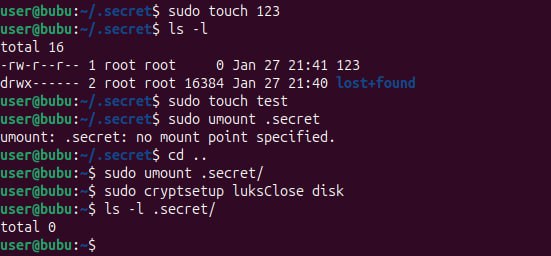 user@bubu:~/.secret$ sudo touch 123
user@bubu:~/.secret$ ls -l
total 16
-rw-r--r-- 1 root root     0 Jan 27 21:41 123
drwx------ 2 root root 16384 Jan 27 21:40 lost+found
user@bubu:~/.secret$ sudo touch test
user@bubu:~/.secret$ sudo umount .secret
umount: .secret: no mount point specified.
user@bubu:~/.secret$ cd ..
user@bubu:~$ sudo umount .secret/
user@bubu:~$ sudo cryptsetup luksClose disk
user@bubu:~$ ls -l .secret/
total 0
user@bubu:~$